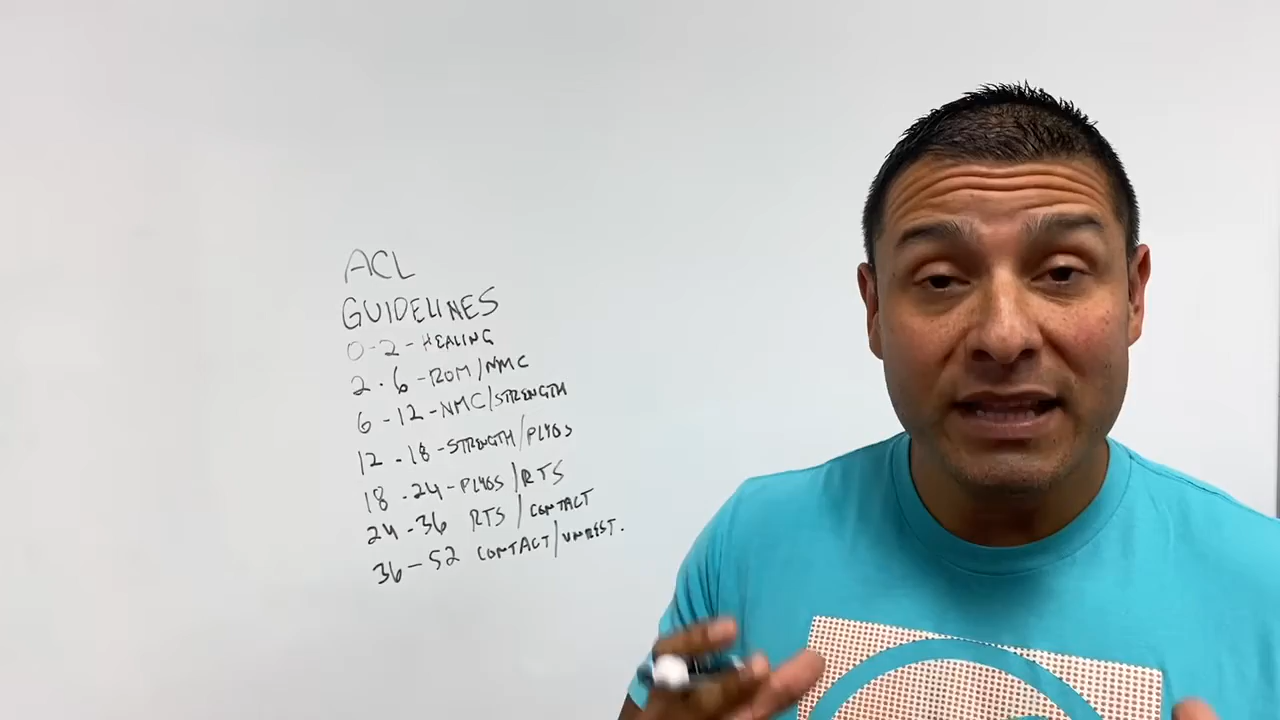 ACL
GUIDELINES
0-2-HEALING
2-6-ROM/NMC
6-12-NMC/STRENGTH
12-18-STRENGTH/PLYOS
18-24-PLYOS/RTS
24-36 RTS/CONTACT
36-52 CONTACT/UNREST.